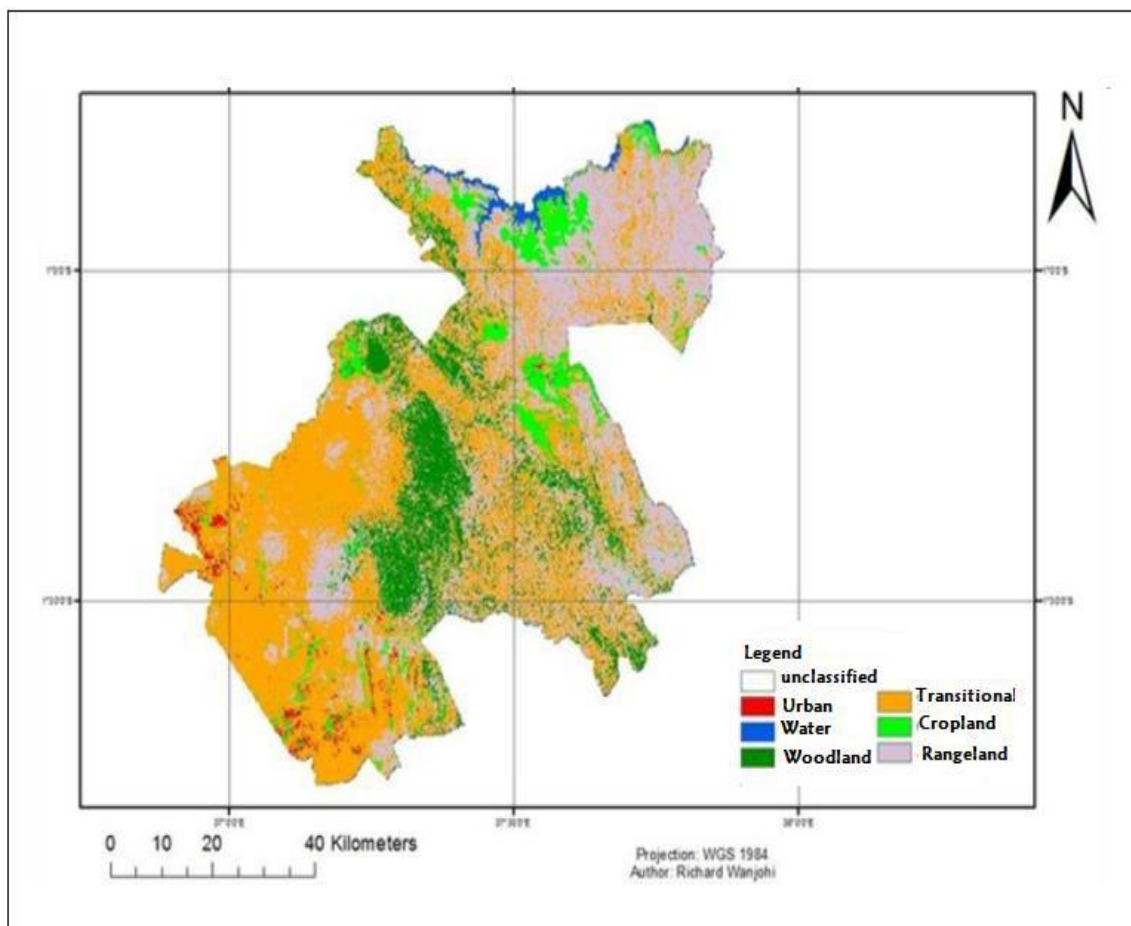 N
Legend
unclassified
Urban
Water
Woodland
Transitional
Cropland
Rangeland
0 10 20 40 Kilometers
Projection: WGS 1984
Author: Richard Wanjohi